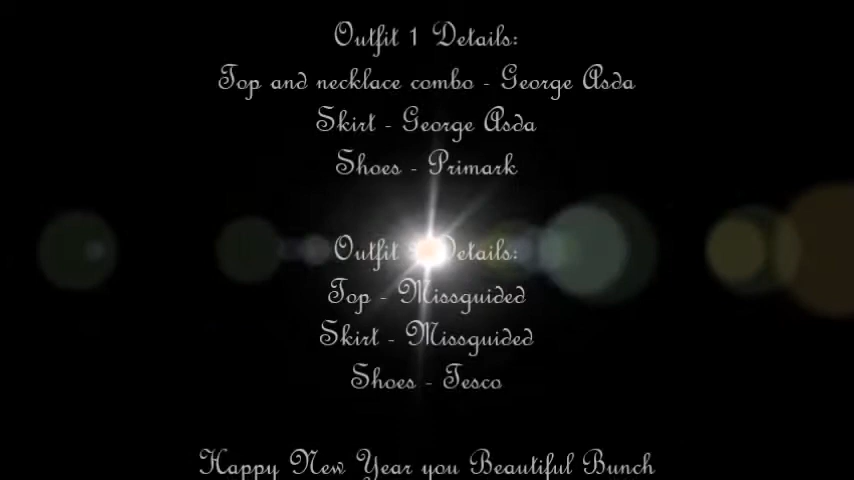 Outfit 1 Details:
Top and necklace combo - George Asda
Skirt - George Asda
Shoes - Primark
Outfit Details:
Top - Missguided
Skirt - Missguided
Shoes - Tesco
Happy New Year you Beautiful Bunch